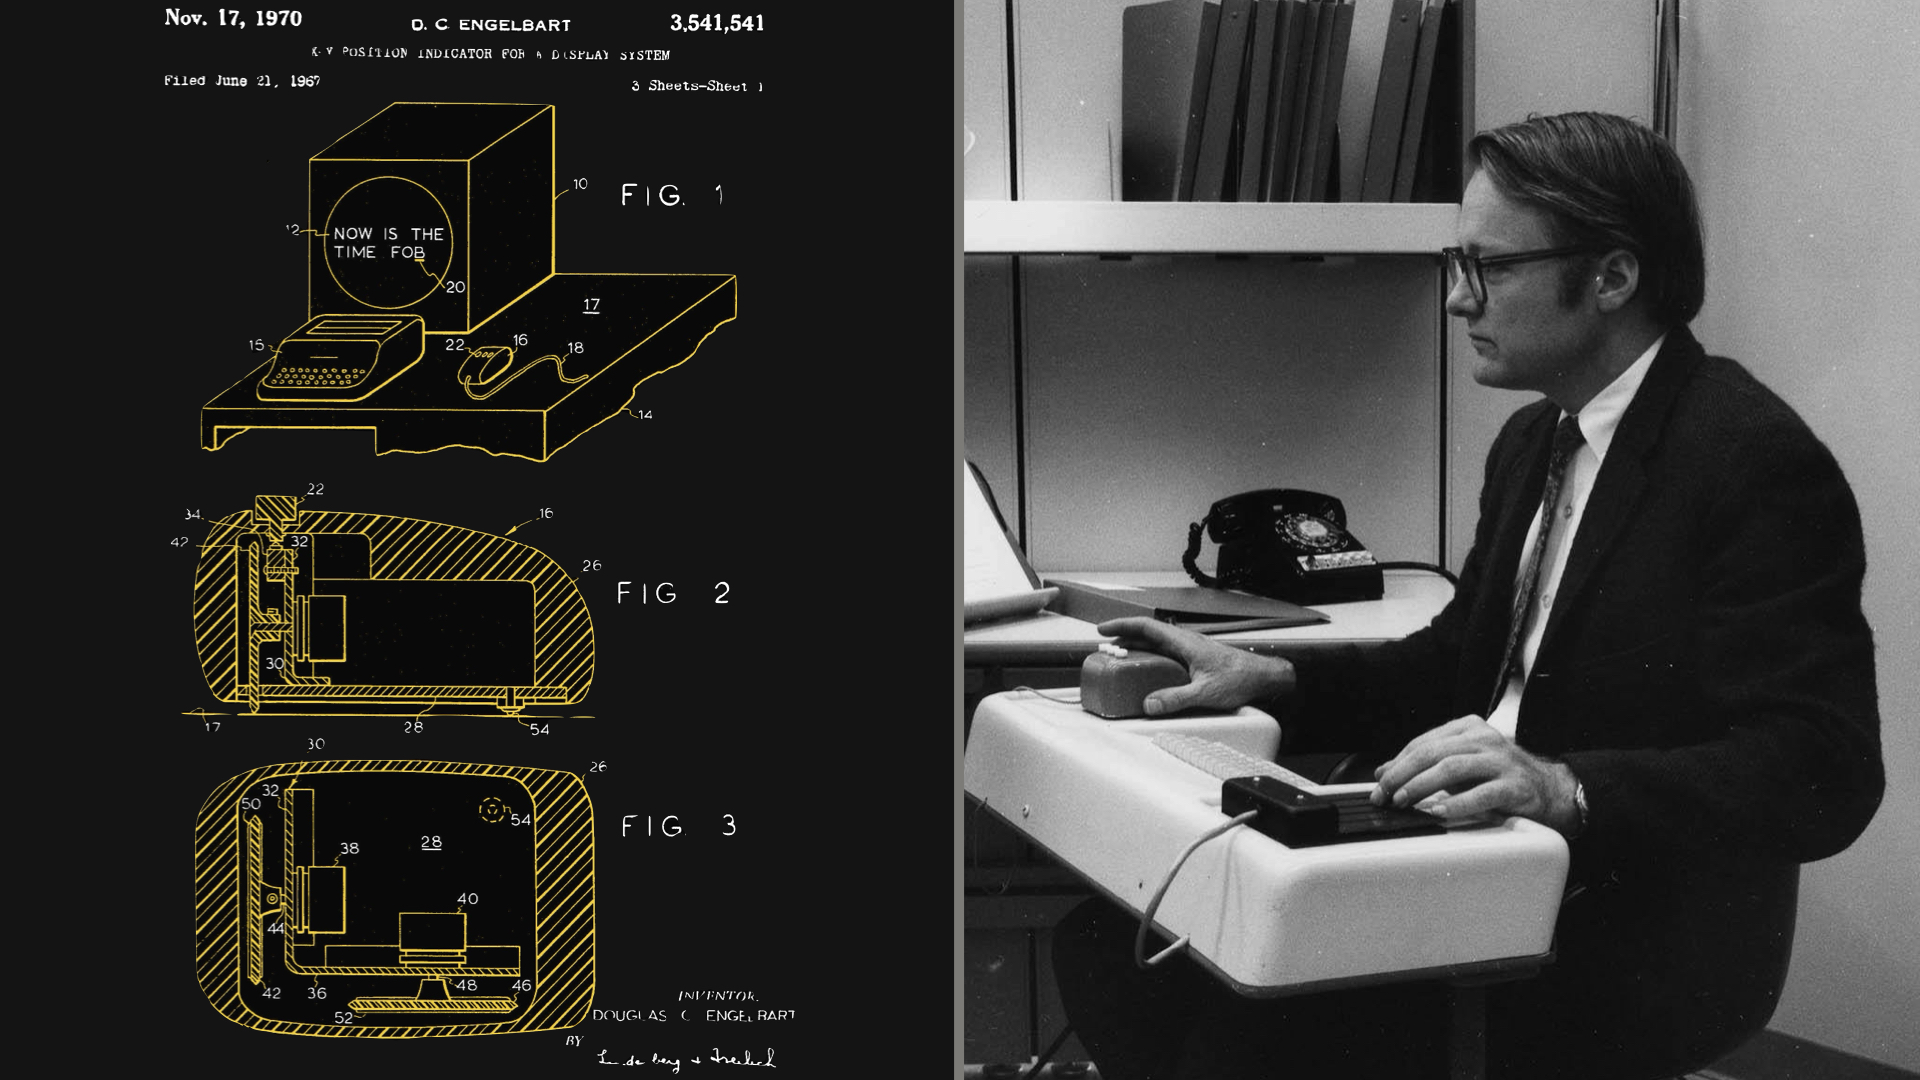 Nov. 17, 1970
D. C. ENGELBART
3,541,541
X-Y POSITION INDICATOR FOR A DISPLAY SYSTEM
Filed June 21, 1967
3 Sheets-Sheet 1
10
FIG. 1
12
NOW IS THE
TIME FOB
20
17
15
22
16
18
14
22
34
16
42
32
26
FIG 2
30
17
28
54
30
26
32
50
54
FIG 3
38
28
40
44
42
36
48
46
52
INVENTOR.
DOUGLAS C ENGELBART
BY